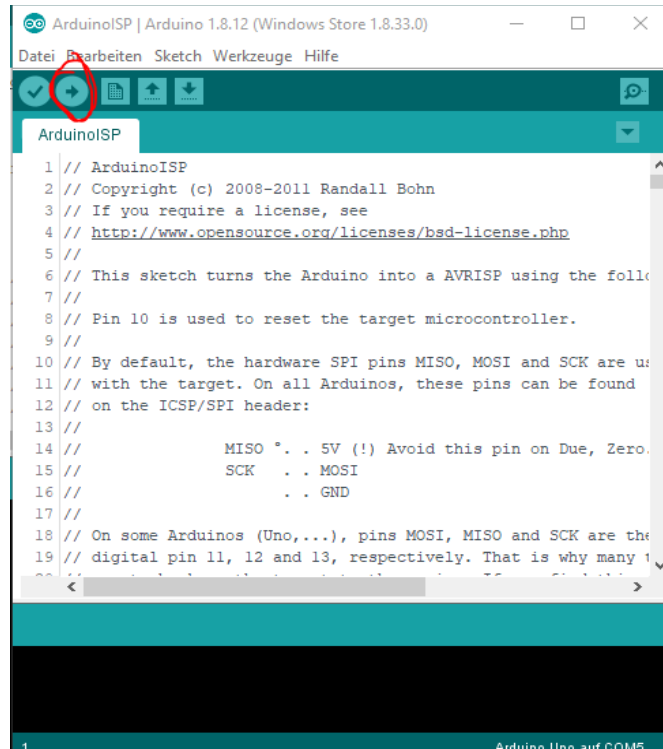 ArduinoISP | Arduino 1.8.12 (Windows Store 1.8.33.0)
Datei Bearbeiten Sketch Werkzeuge Hilfe
ArduinoISP
1 // ArduinoISP
2 // Copyright (c) 2008-2011 Randall Bohn
3 // If you require a license, see
4 // http://www.opensource.org/licenses/bsd-license.php
5 //
6 // This sketch turns the Arduino into a AVRISP using the follo
7 //
8 // Pin 10 is used to reset the target microcontroller.
9 //
10 // By default, the hardware SPI pins MISO, MOSI and SCK are us
11 // with the target. On all Arduinos, these pins can be found
12 // on the ICSP/SPI header:
13 //
14 // MISO °. . 5V (!) Avoid this pin on Due, Zero.
15 // SCK . . MOSI
16 // . . GND
17 //
18 // On some Arduinos (Uno,...), pins MOSI, MISO and SCK are the
19 // digital pin 11, 12 and 13, respectively. That is why many t
1 Arduino Uno auf COM5